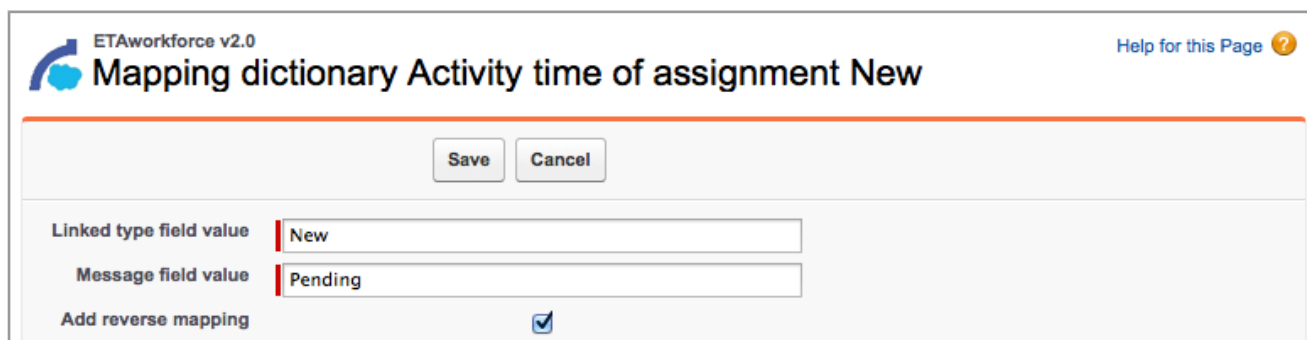 ETAworkforce v2.0
Help for this Page ?
Mapping dictionary Activity time of assignment New
Save Cancel
Linked type field value New
Message field value Pending
Add reverse mapping